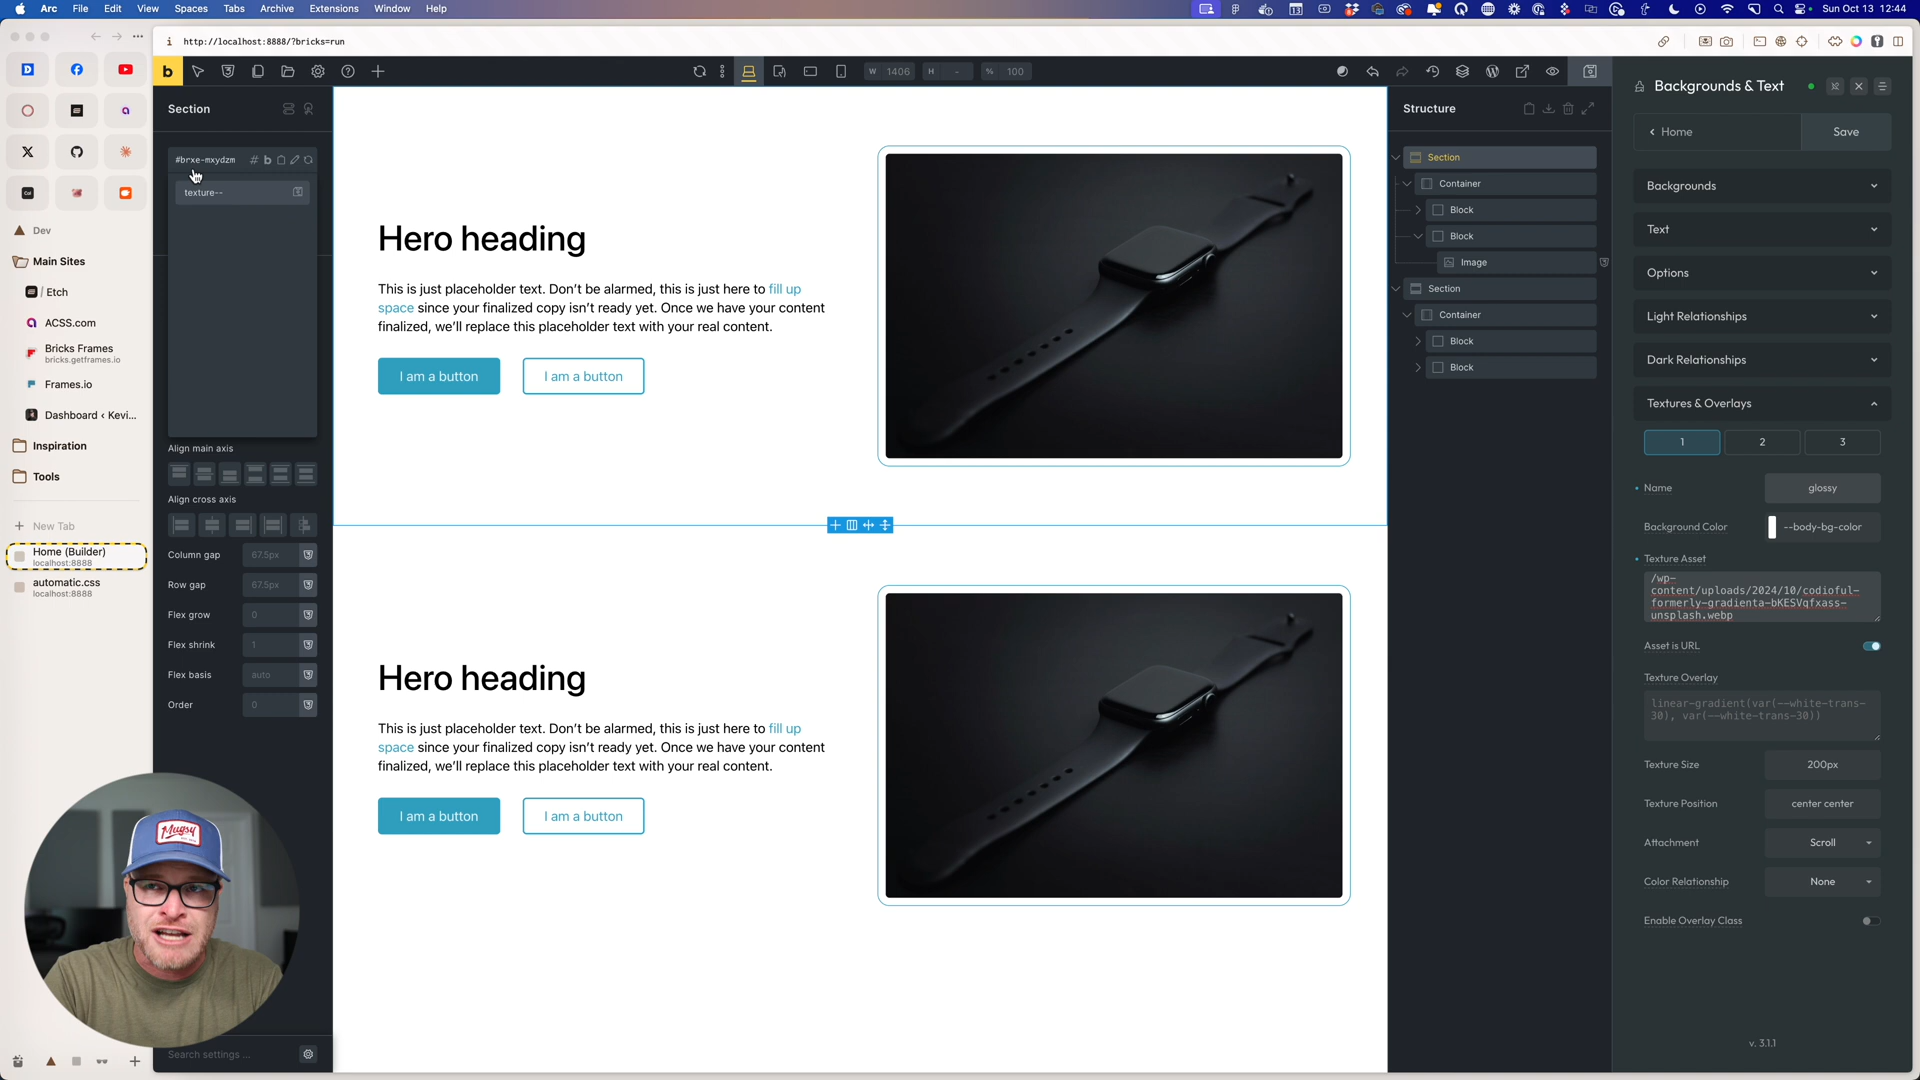 Arc File Edit View Spaces Tabs Archive Extensions Window Help
Sun Oct 13 12:44
http://localhost:8888/?bricks=run
W 1406 H - % 100
Dev
Main Sites
/ Etch
ACSS.com
Bricks Frames
bricks.getframes.io
Frames.io
Dashboard ‹ Kevi...
Inspiration
Tools
New Tab
Home (Builder)
localhost:8888
automatic.css
localhost:8888
Section
#brxe-mxydzm
texture--
Align main axis
Align cross axis
Column gap 67.5px
Row gap 67.5px
Flex grow 0
Flex shrink 1
Flex basis auto
Order 0
Search settings ...
Mugsy
Hero heading
This is just placeholder text. Don't be alarmed, this is just here to fill up
space since your finalized copy isn't ready yet. Once we have your content
finalized, we'll replace this placeholder text with your real content.
I am a button I am a button
Hero heading
This is just placeholder text. Don't be alarmed, this is just here to fill up
space since your finalized copy isn't ready yet. Once we have your content
finalized, we'll replace this placeholder text with your real content.
I am a button I am a button
Structure
Section
Container
Block
Block
Image
Section
Container
Block
Block
Backgrounds & Text
Home Save
Backgrounds
Text
Options
Light Relationships
Dark Relationships
Textures & Overlays
1 2 3
Name glossy
Background Color --body-bg-color
Texture Asset
/wp-
content/uploads/2024/10/codioful-
formerly-gradienta-bKESVqfxass-
unsplash.webp
Asset is URL
Texture Overlay
linear-gradient(var(--white-trans-
30), var(--white-trans-30))
Texture Size 200px
Texture Position center center
Attachment Scroll
Color Relationship None
Enable Overlay Class
v. 3.1.1